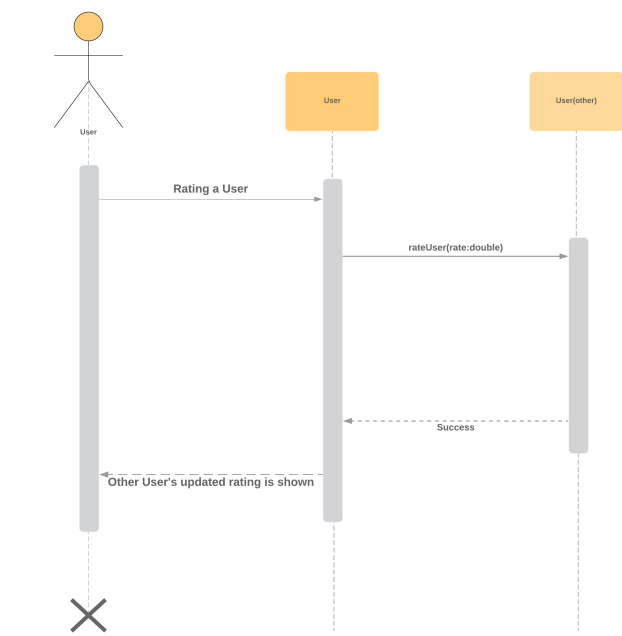 User
User
User(other)
Rating a User
rateUser(rate:double)
Success
Other User's updated rating is shown